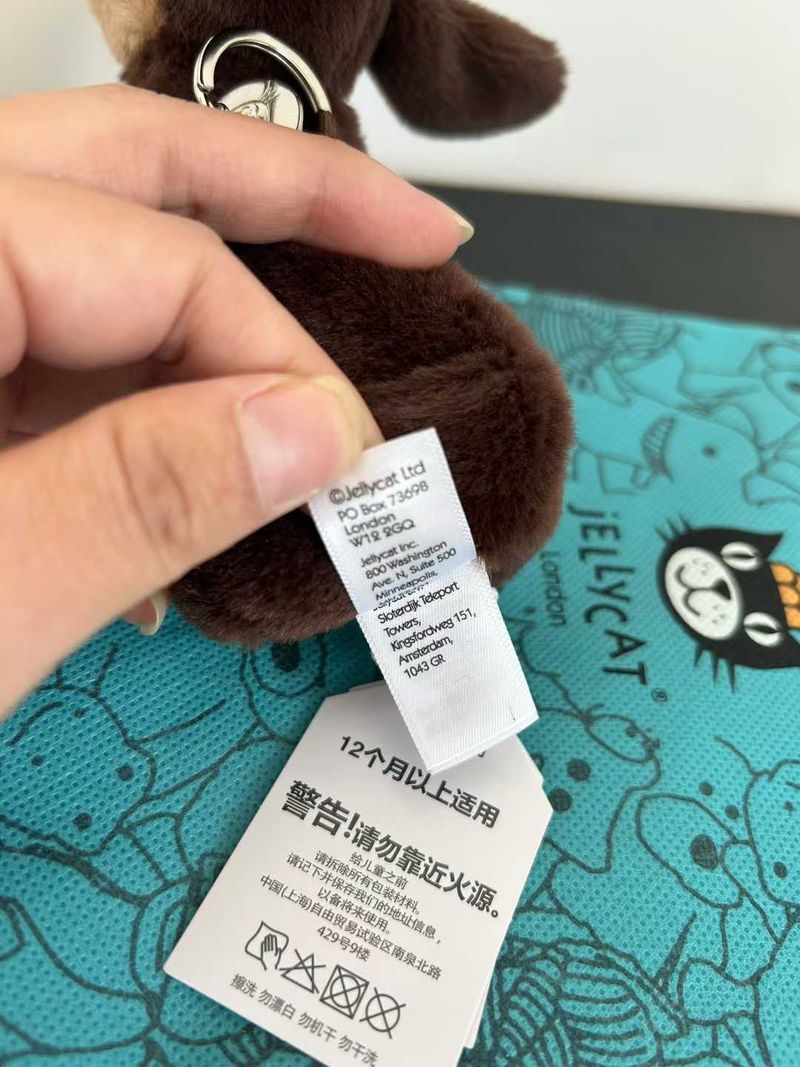 ©Jellycat Ltd
PO Box 73698
London
W12 2GQ
Jellycat Inc.
800 Washington
Ave. N, Suite 500
Minneapolis,
Sloterdijk Teleport
Towers,
Kingsfordweg 151,
Amsterdam,
1043 GR
12个月以上适用
警告!请勿靠近火源。
给儿童之前
请拆除所有包装材料。
请记下并保存我们的地址信息，
以备将来使用。
中国(上海)自由贸易试验区南泉北路
429号9楼
擦洗 勿漂白 勿机干 勿干洗
JELLYCAT®
London